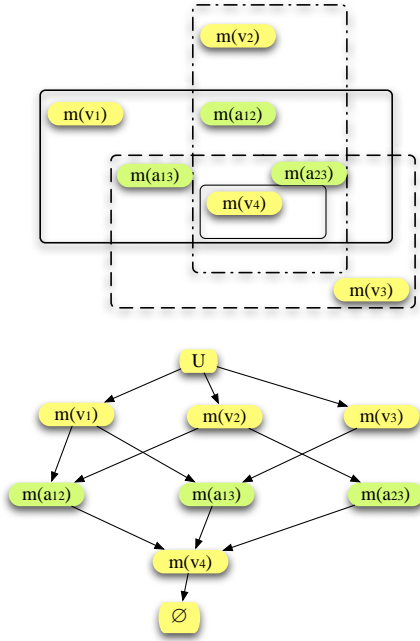 m(v₂)
m(v₁) m(a₁₂)
m(a₁₃) m(a₂₃)
m(v₄)
m(v₃)
U
m(v₁) m(v₂) m(v₃)
m(a₁₂) m(a₁₃) m(a₂₃)
m(v₄)
∅